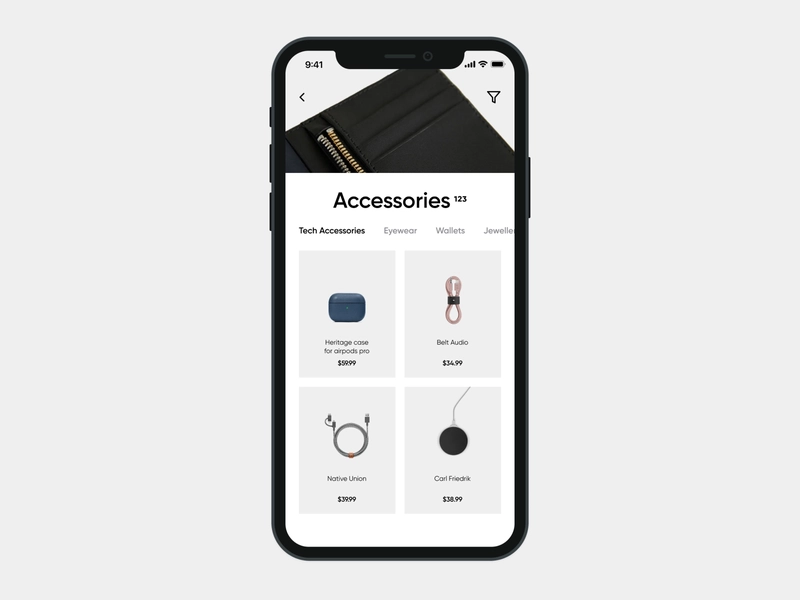 9:41
Accessories 123
Tech Accessories Eyewear Wallets Jeweller
Heritage case
for airpods pro
$59.99
Belt Audio
$34.99
Native Union
$39.99
Carl Friedrik
$38.99